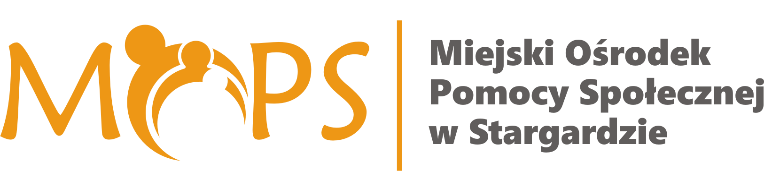 MOPS
Miejski Ośrodek
Pomocy Społecznej
w Stargardzie